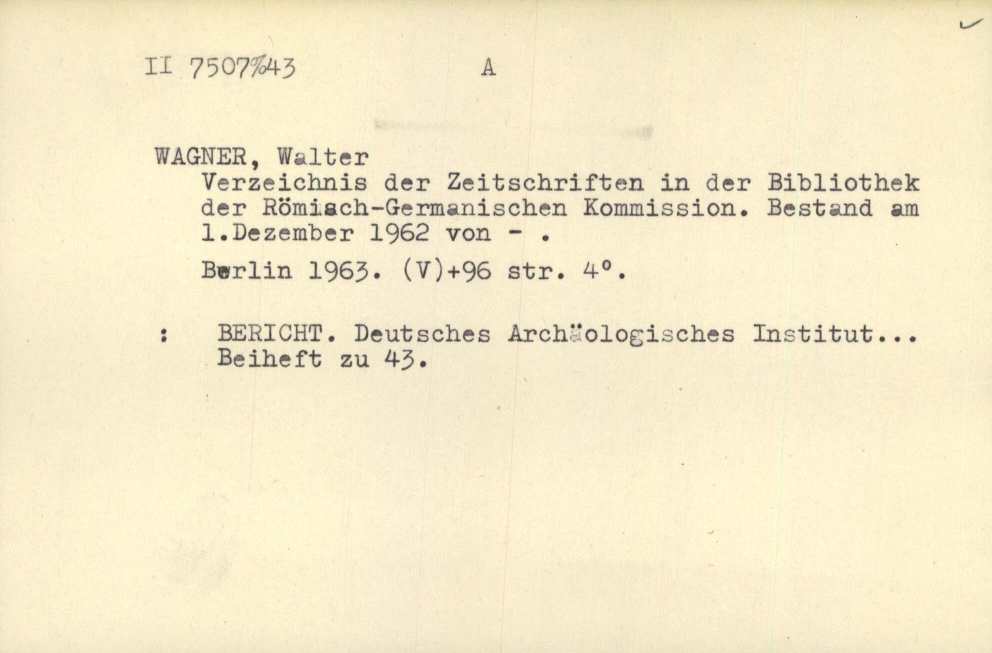 II 7507%43 A
WAGNER, Walter
Verzeichnis der Zeitschriften in der Bibliothek
der Römisch-Germanischen Kommission. Bestand am
1.Dezember 1962 von - .
Berlin 1963. (V)+96 str. 4°.
: BERICHT. Deutsches Archäologisches Institut...
Beiheft zu 43.